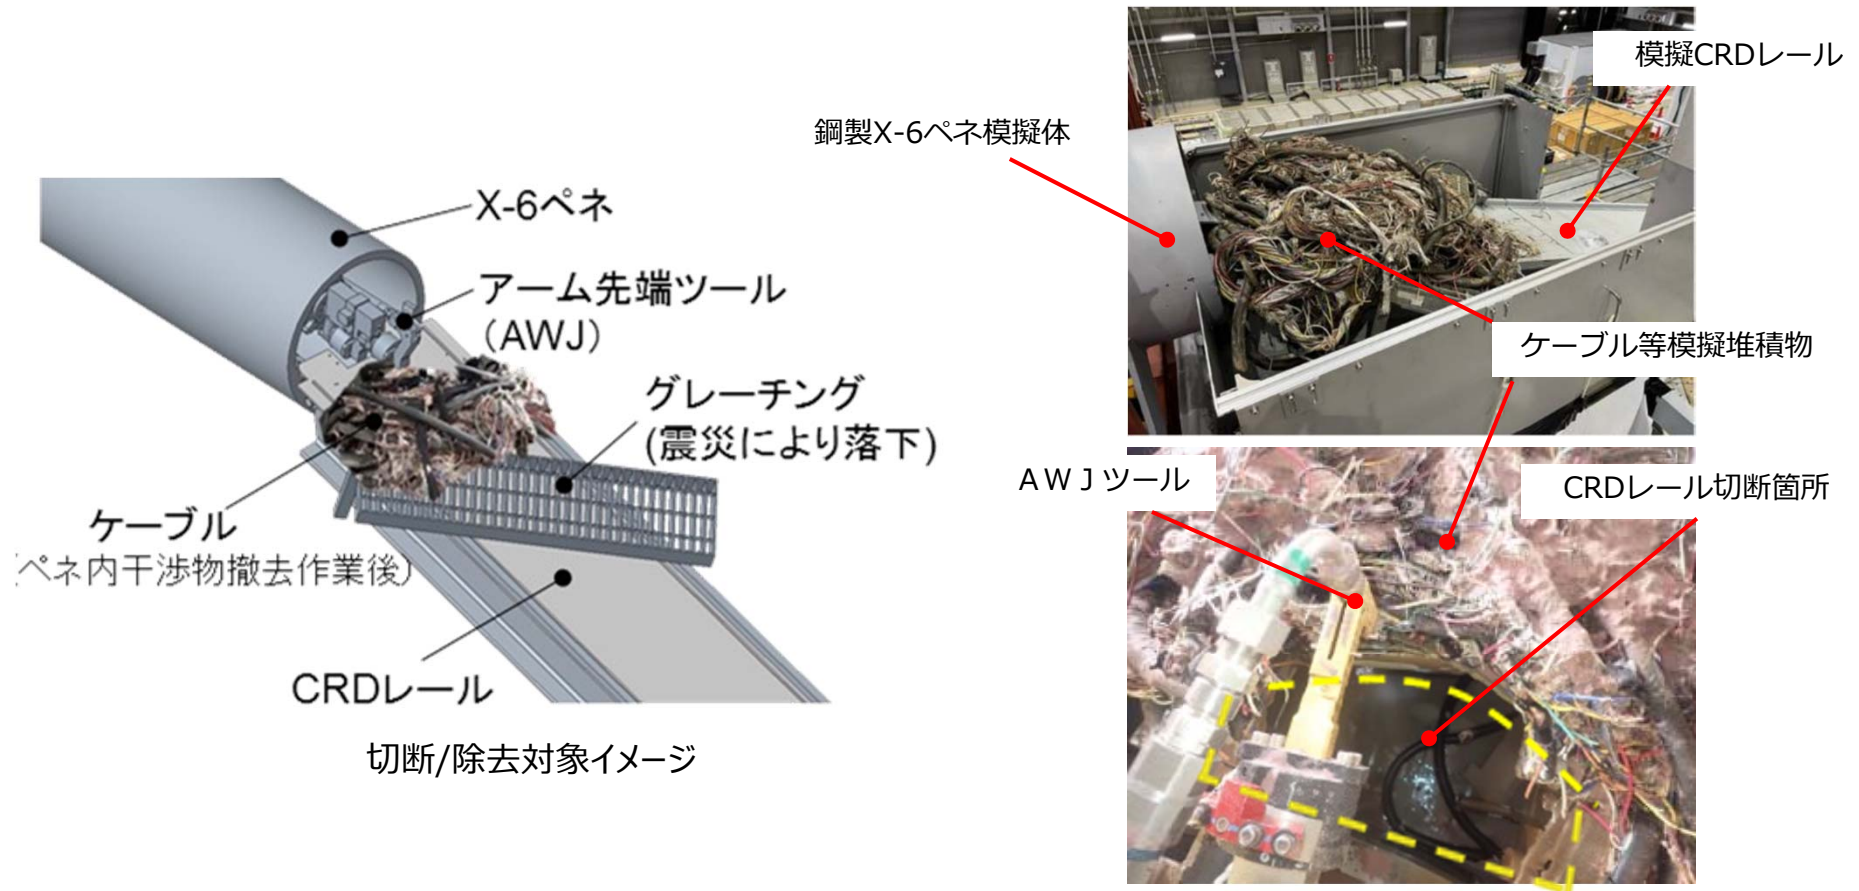 X-6ペネ
アーム先端ツール
（AWJ）
グレーチング
(震災により落下)
ケーブル
(ペネ内干渉物撤去作業後)
CRDレール
切断/除去対象イメージ
模擬CRDレール
鋼製X-6ペネ模擬体
ケーブル等模擬堆積物
ＡＷＪツール
CRDレール切断箇所